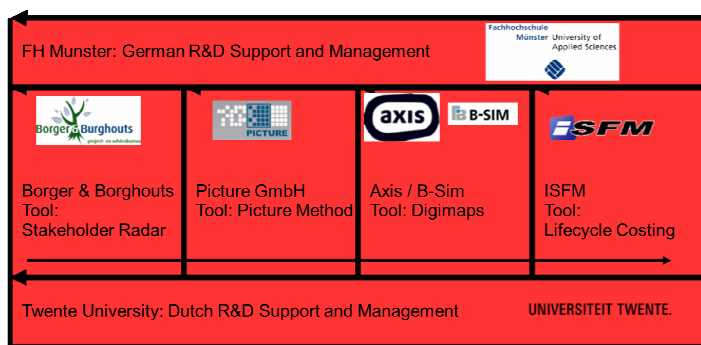 FH Munster: German R&D Support and Management
Fachhochschule
Münster University of
Applied Sciences
Borger & Burghouts
project- en adviesbureau
PICTURE
axis
B-SIM
iSFM
Borger & Borghouts
Tool:
Stakeholder Radar
Picture GmbH
Tool: Picture Method
Axis / B-Sim
Tool: Digimaps
ISFM
Tool:
Lifecycle Costing
Twente University: Dutch R&D Support and Management
UNIVERSITEIT TWENTE.